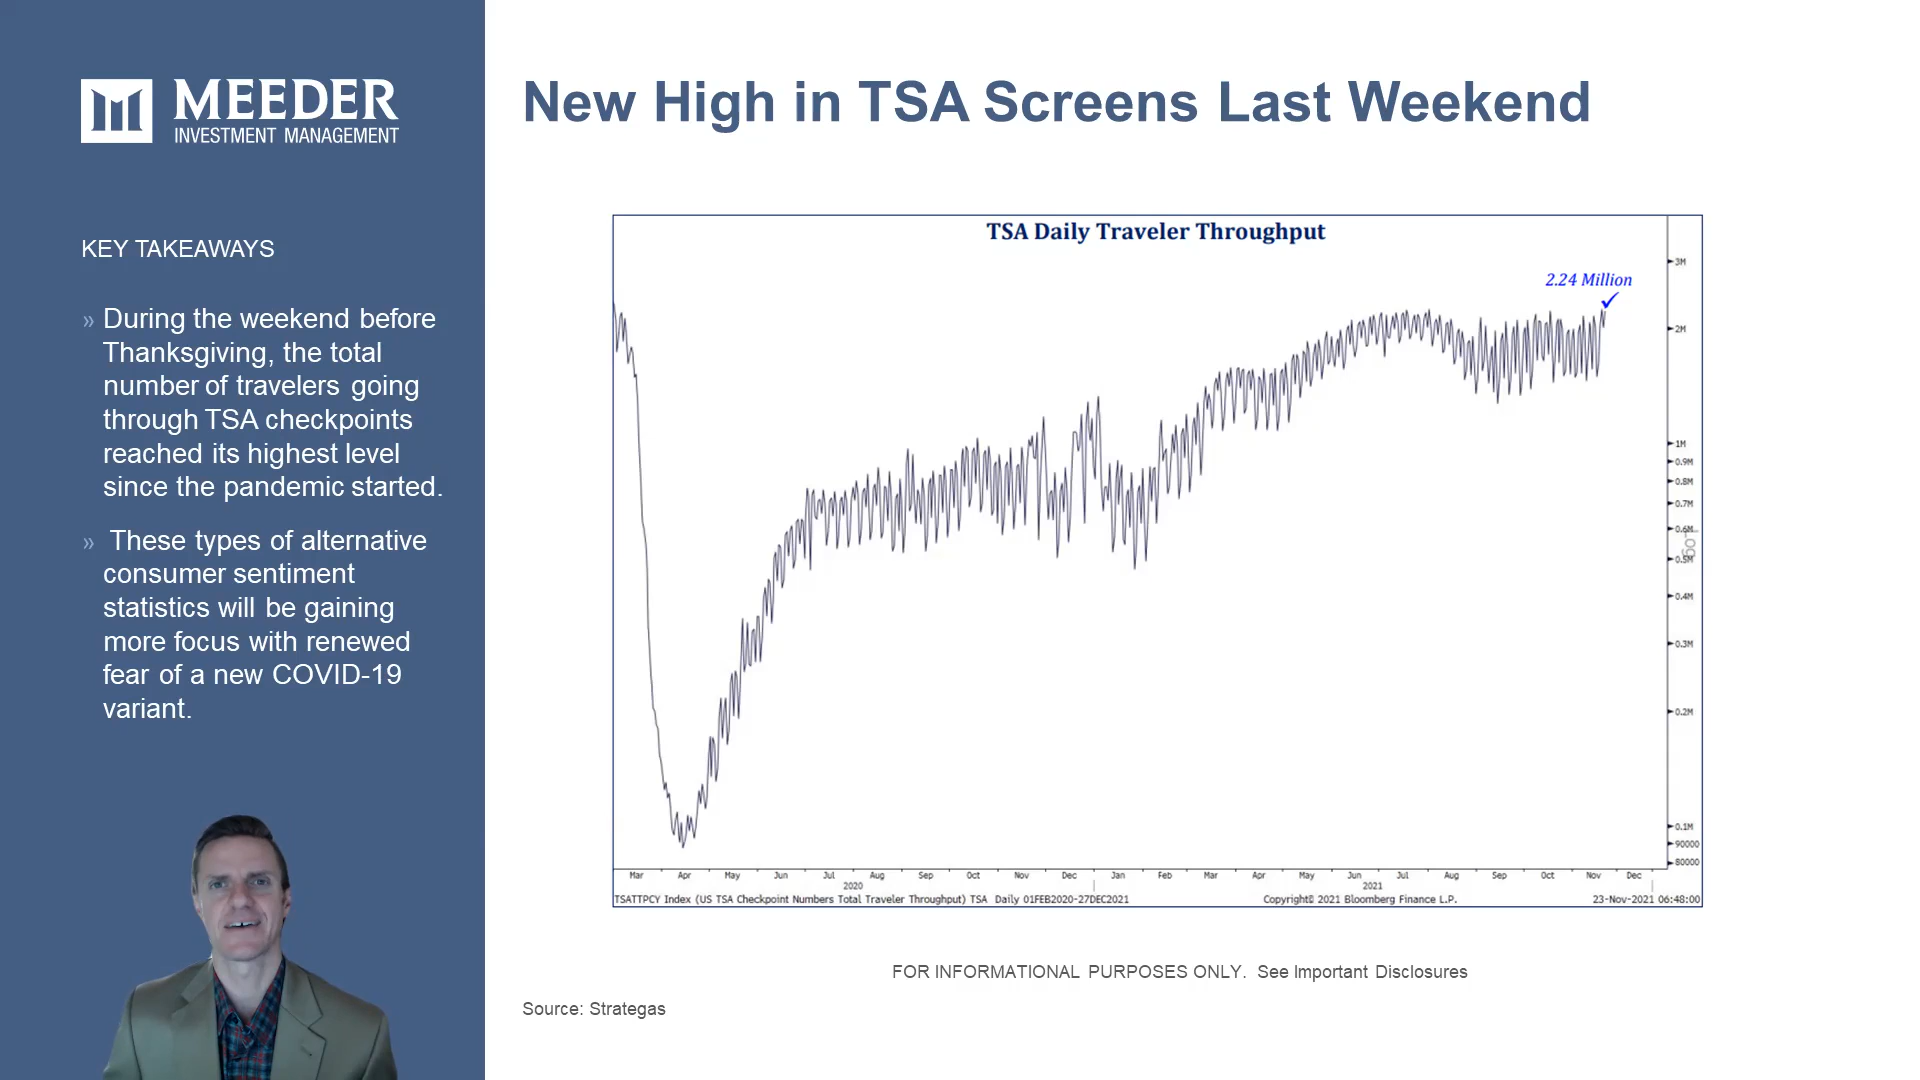 MEEDER
INVESTMENT MANAGEMENT
New High in TSA Screens Last Weekend
KEY TAKEAWAYS
» During the weekend before
Thanksgiving, the total
number of travelers going
through TSA checkpoints
reached its highest level
since the pandemic started.
» These types of alternative
consumer sentiment
statistics will be gaining
more focus with renewed
fear of a new COVID-19
variant.
TSA Daily Traveler Throughput
2.24 Million
3M
2M
1M
0.9M
0.8M
0.7M
0.6M
0.5M
0.4M
0.3M
0.2M
0.1M
90000
80000
Log
Mar Apr May Jun Jul Aug Sep Oct Nov Dec Jan Feb Mar Apr May Jun Jul Aug Sep Oct Nov Dec
2020 2021
TSATTPCY Index (US TSA Checkpoint Numbers Total Traveler Throughput) TSA Daily 01FEB2020-27DEC2021 Copyright© 2021 Bloomberg Finance L.P. 23-Nov-2021 06:48:00
FOR INFORMATIONAL PURPOSES ONLY. See Important Disclosures
Source: Strategas